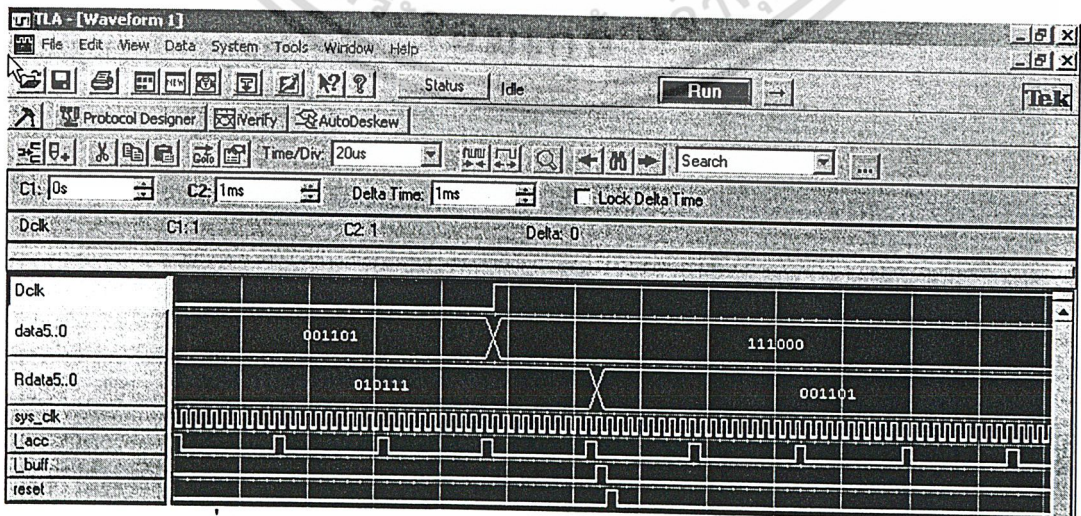 TLA - [Waveform 1]
File Edit View Data System Tools Window Help
Status Idle Run Tek
Protocol Designer Verify AutoDeskew
Goto Time/Div: 20us Search ...
C1: 0s C2: 1ms Delta Time: 1ms Lock Delta Time
Dclk C1: 1 C2: 1 Delta: 0
Dclk
data5..0 001101 111000
Rdata5..0 010111 001101
sys_clk
l_acc
l_buff
reset